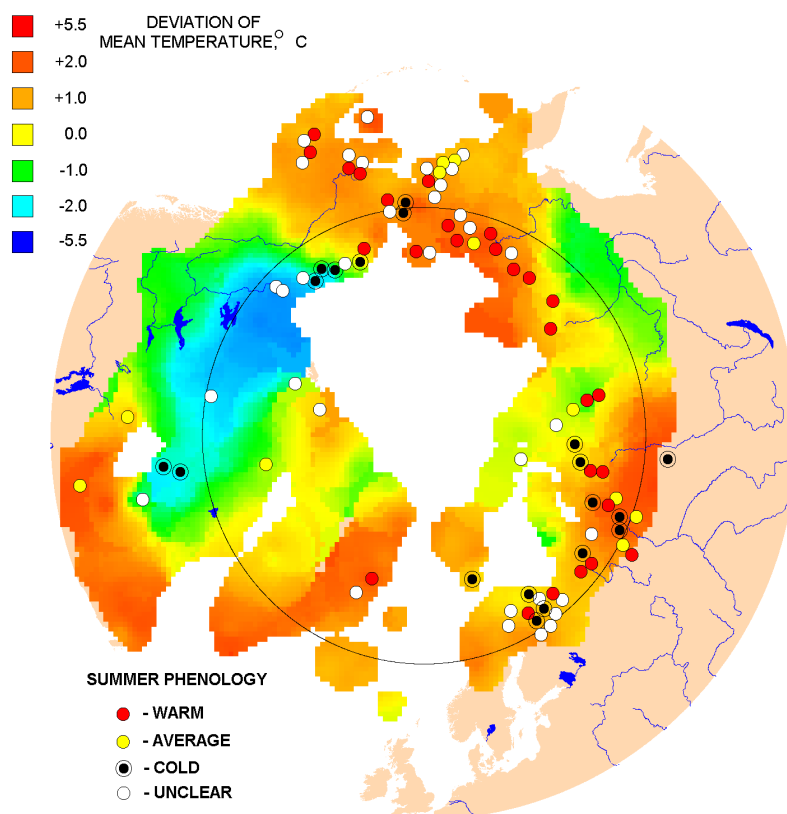 DEVIATION OF
MEAN TEMPERATURE,° C
+5.5
+2.0
+1.0
0.0
-1.0
-2.0
-5.5
SUMMER PHENOLOGY
- WARM
- AVERAGE
- COLD
- UNCLEAR